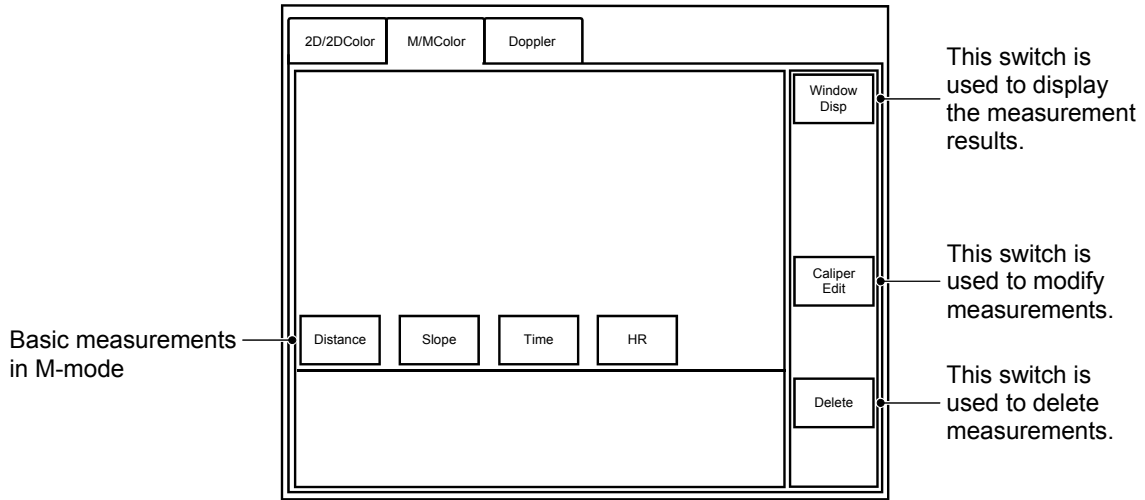 2D/2DColor M/MColor Doppler
Window
Disp
This switch is
used to display
the measurement
results.
Caliper
Edit
This switch is
used to modify
measurements.
Basic measurements
in M-mode
Distance Slope Time HR
Delete
This switch is
used to delete
measurements.